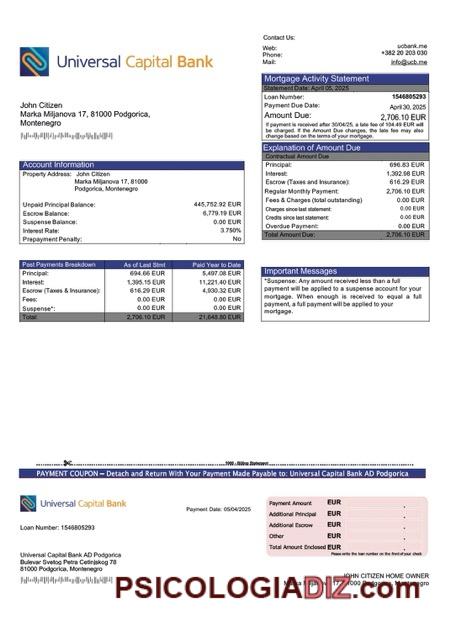 Contact Us:
Web: ucbank.me
Phone: +382 20 203 030
Mail: info@ucb.me
Universal Capital Bank
Mortgage Activity Statement
Statement Date: April 05, 2025
Loan Number: 1546805293
Payment Due Date: April 30, 2025
Amount Due: 2,706.10 EUR
If payment is received after 30/04/25, a late fee of 104.49 EUR will
be charged. If the Amount Due changes, the late fee may also
change based on the terms of your mortgage.
John Citizen
Marka Miljanova 17, 81000 Podgorica,
Montenegro
Explanation of Amount Due
Contractual Amount Due
Principal: 696.83 EUR
Interest: 1,392.98 EUR
Escrow (Taxes and Insurance): 616.29 EUR
Regular Monthly Payment: 2,706.10 EUR
Fees & Charges (total outstanding) 0.00 EUR
Charges since last statement: 0.00 EUR
Credits since last statement: 0.00 EUR
Overdue Payment: 0.00 EUR
Total Amount Due: 2,706.10 EUR
Account Information
Property Address: John Citizen
Marka Miljanova 17, 81000
Podgorica, Montenegro
Unpaid Principal Balance: 445,752.92 EUR
Escrow Balance: 6,779.19 EUR
Suspense Balance: 0.00 EUR
Interest Rate: 3.750%
Prepayment Penalty: No
Past Payments Breakdown As of Last Stmt Paid Year to Date
Principal: 694.66 EUR 5,497.08 EUR
Interest: 1,395.15 EUR 11,221.40 EUR
Escrow (Taxes & Insurance): 616.29 EUR 4,930.32 EUR
Fees: 0.00 EUR 0.00 EUR
Suspense*: 0.00 EUR 0.00 EUR
Total: 2,706.10 EUR 21,648.80 EUR
Important Messages
*Suspense: Any amount received less than a full
payment will be applied to a suspense account for your
mortgage. When enough is received to equal a full
payment, a full payment will be applied to your
mortgage.
PAYMENT COUPON – Detach and Return With Your Payment Made Payable to: Universal Capital Bank AD Podgorica
Universal Capital Bank
Payment Date: 05/04/2025
Loan Number: 1546805293
Payment Amount EUR .
Additional Principal EUR .
Additional Escrow EUR .
Other EUR .
Total Amount Enclosed EUR .
Please write the loan number on the front of your check
Universal Capital Bank AD Podgorica
Bulevar Svetog Petra Cetinjskog 78
81000 Podgorica, Montenegro
JOHN CITIZEN HOME OWNER
PSICOLOGIADIZ.com